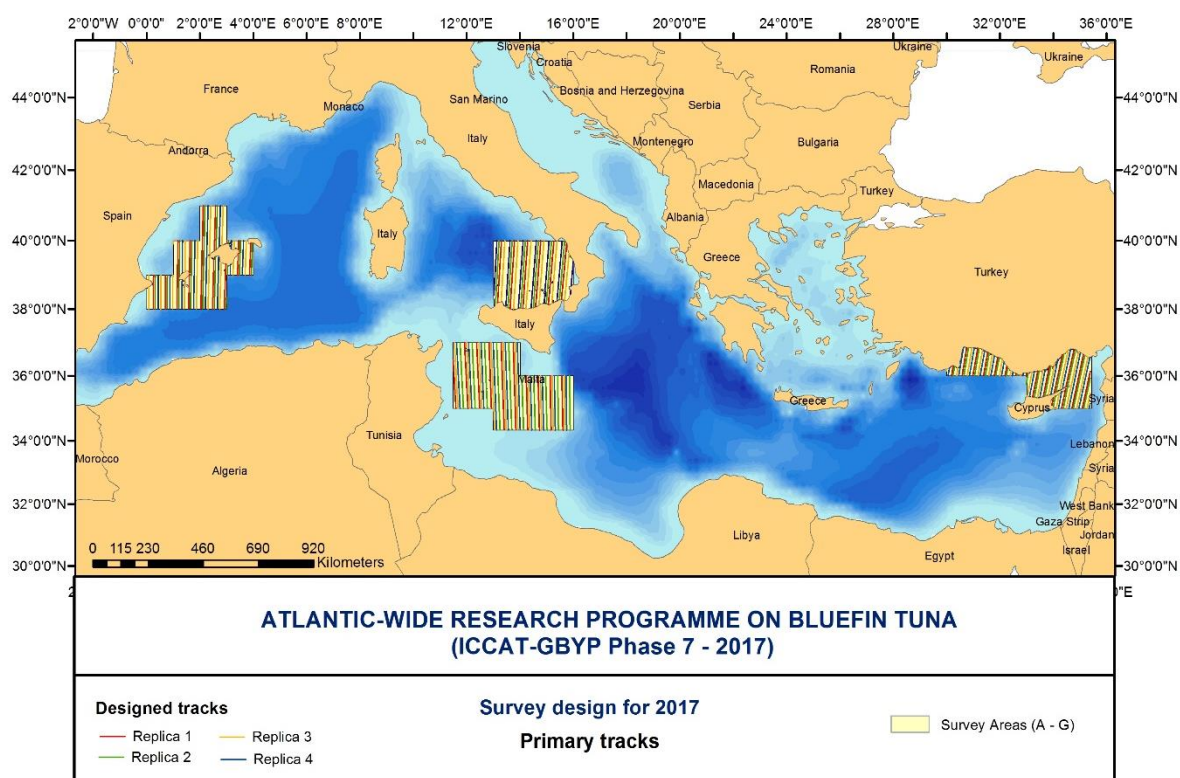 2°0'0"W 0°0'0" 2°0'0"E 4°0'0"E 8°0'0"E 12°0'0"E 16°0'0"E 20°0'0"E 24°0'0"E 28°0'0"E 32°0'0"E 36°0'0"E
Slovenia
Croatia
Ukraine
Ukraine
Romania
France
Bosnia and Herzegovina
44°0'0"N
Monaco
San Marino
Serbia
44°0'0"N
Italy
Montenegro
Bulgaria
42°0'0"N
Andorra
Macedonia
Turkey
42°0'0"N
Spain
Italy
Albania
40°0'0"N
Greece
Turkey
40°0'0"N
38°0'0"N
Italy
38°0'0"N
36°0'0"N
Malta
Greece
Cyprus
Syria
36°0'0"N
34°0'0"N
Morocco
Algeria
Tunisia
Lebanon
Syria
34°0'0"N
32°0'0"N
West Bank
32°0'0"N
Gaza Strip
Libya
Egypt
Jordan
Israel
30°0'0"N
0 115 230 460 690 920
Kilometers
30°0'0"N
ATLANTIC-WIDE RESEARCH PROGRAMME ON BLUEFIN TUNA
(ICCAT-GBYP Phase 7 - 2017)
Designed tracks
Replica 1
Replica 2
Replica 3
Replica 4
Survey design for 2017
Primary tracks
Survey Areas (A - G)